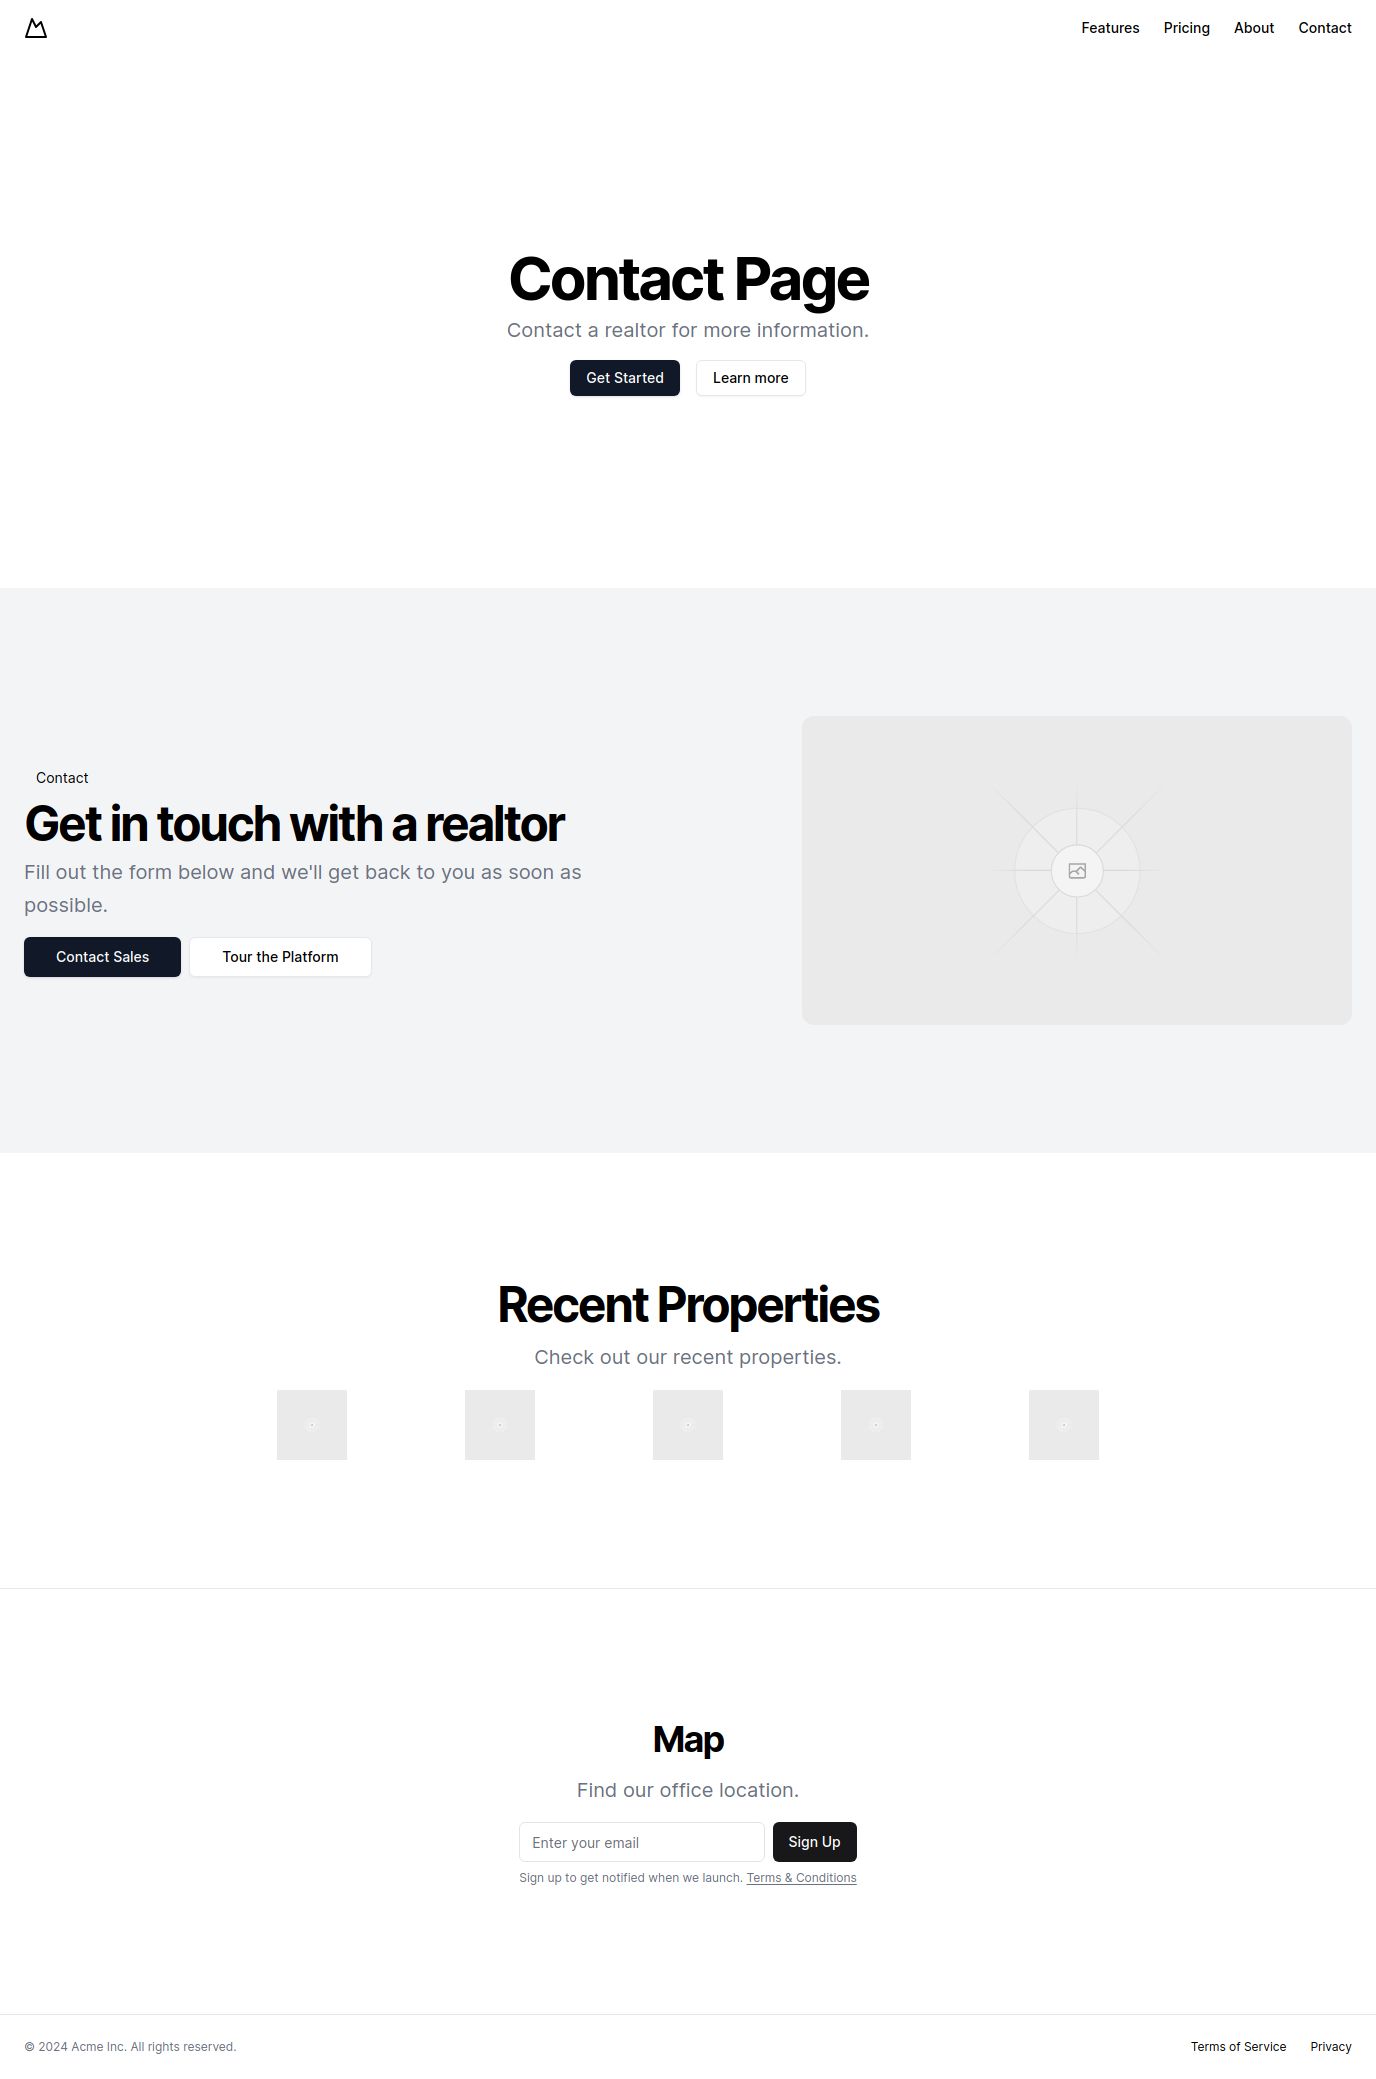 Features Pricing About Contact
Contact Page
Contact a realtor for more information.
Get Started Learn more
Contact
Get in touch with a realtor
Fill out the form below and we'll get back to you as soon as
possible.
Contact Sales Tour the Platform
Recent Properties
Check out our recent properties.
Map
Find our office location.
Enter your email Sign Up
Sign up to get notified when we launch. Terms & Conditions
© 2024 Acme Inc. All rights reserved. Terms of Service Privacy